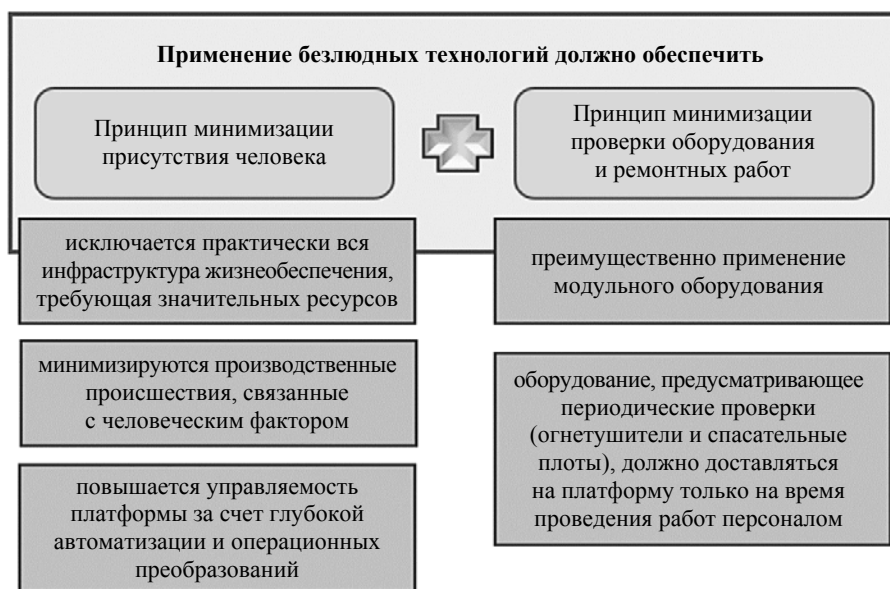 Применение безлюдных технологий должно обеспечить
Принцип минимизации
присутствия человека
Принцип минимизации
проверки оборудования
и ремонтных работ
исключается практически вся
инфраструктура жизнеобеспечения,
требующая значительных ресурсов
минимизируются производственные
происшествия, связанные
с человеческим фактором
повышается управляемость
платформы за счет глубокой
автоматизации и операционных
преобразований
преимущественно применение
модульного оборудования
оборудование, предусматривающее
периодические проверки
(огнетушители и спасательные
плоты), должно доставляться
на платформу только на время
проведения работ персоналом